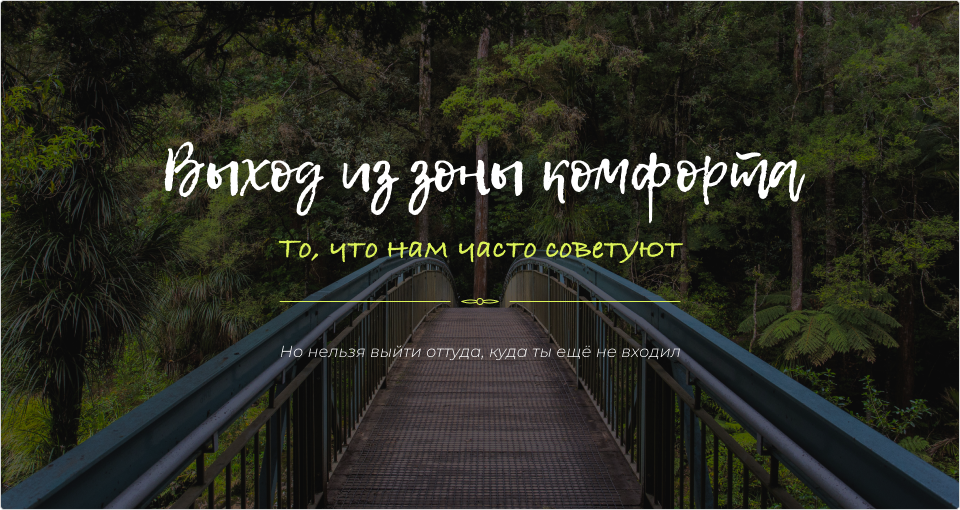 Выход из зоны комфорта
То, что нам часто советуют
Но нельзя выйти оттуда, куда ты ещё не входил